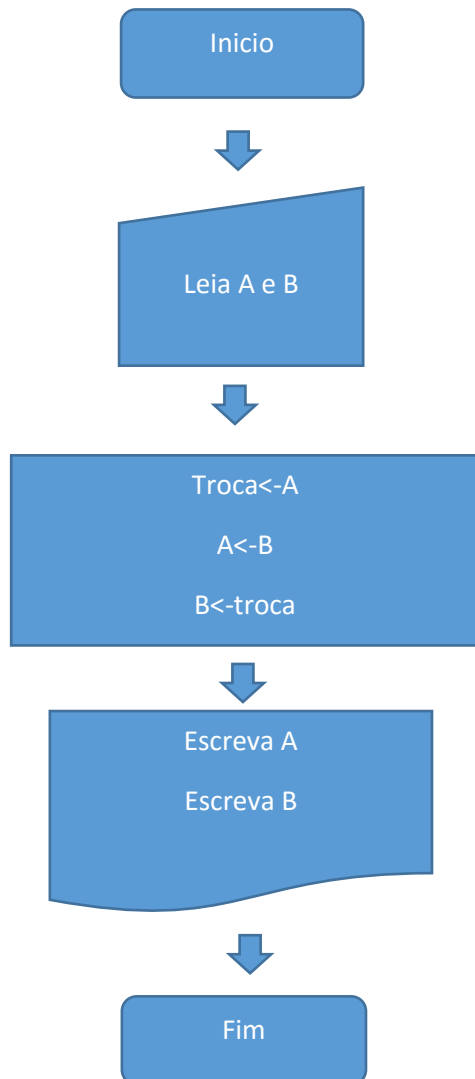 Inicio
Leia A e B
Troca<-A
A<-B
B<-troca
Escreva A
Escreva B
Fim